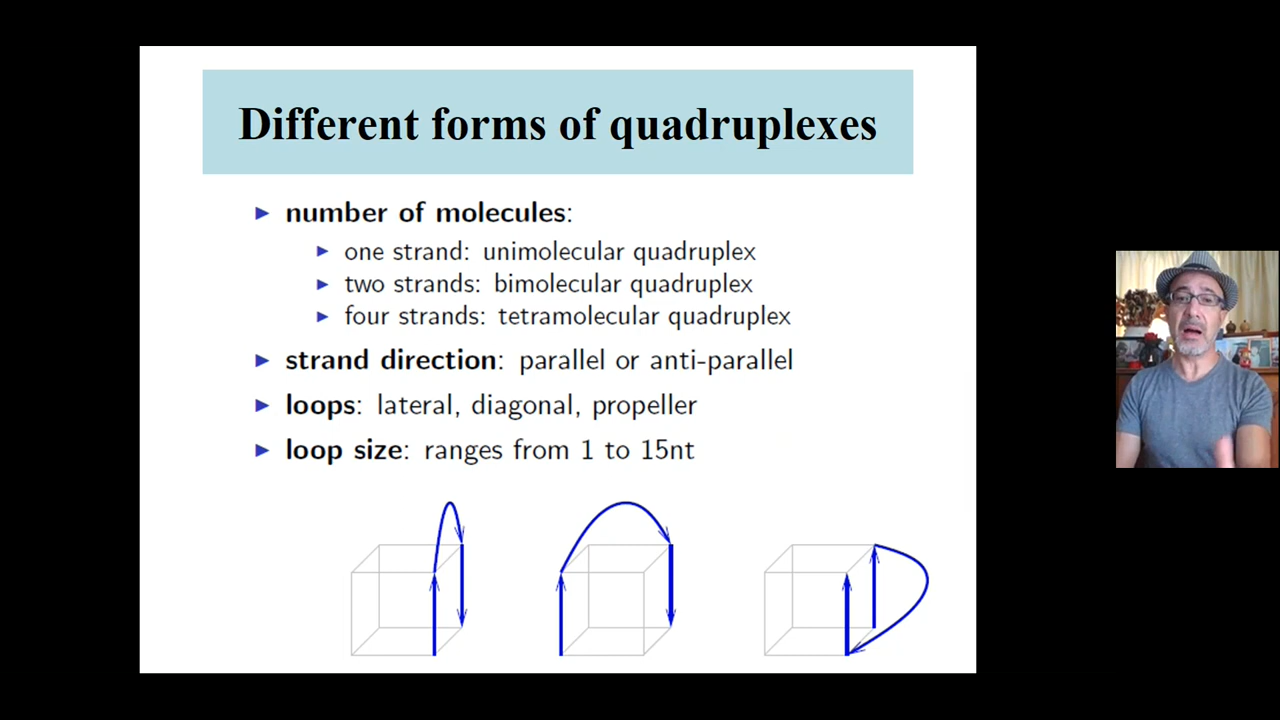 Different forms of quadruplexes
number of molecules:
one strand: unimolecular quadruplex
two strands: bimolecular quadruplex
four strands: tetramolecular quadruplex
strand direction: parallel or anti-parallel
loops: lateral, diagonal, propeller
loop size: ranges from 1 to 15nt